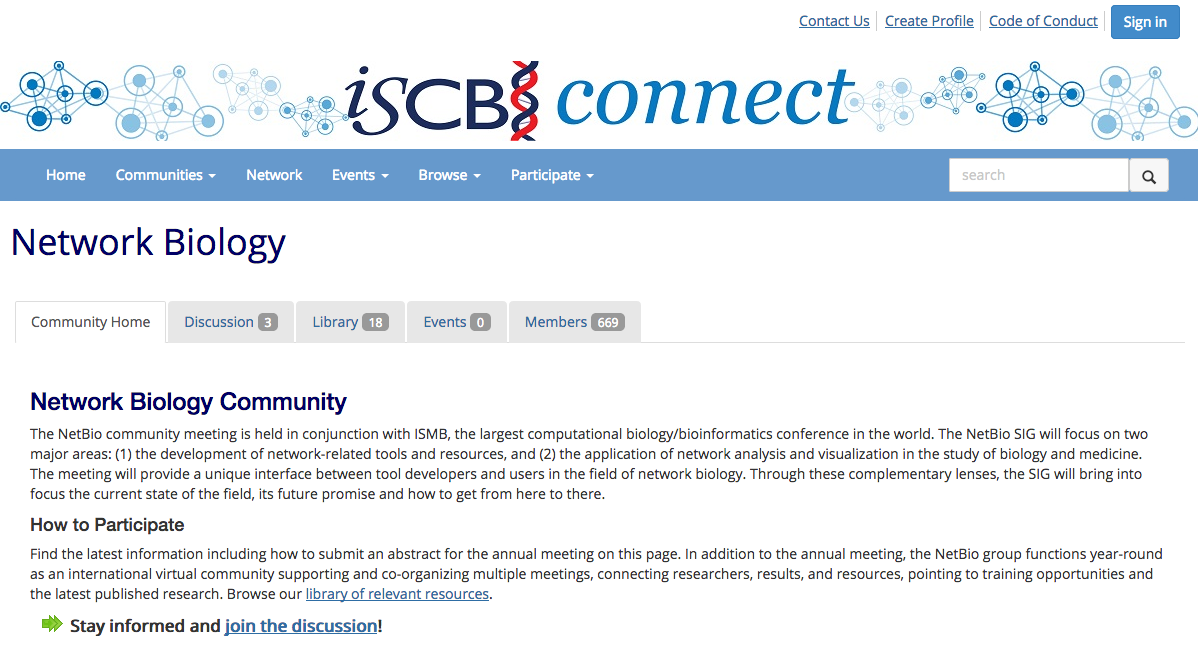 Contact Us Create Profile Code of Conduct Sign in
iSCB connect
Home Communities Network Events Browse Participate search
Network Biology
Community Home Discussion 3 Library 18 Events 0 Members 669
Network Biology Community
The NetBio community meeting is held in conjunction with ISMB, the largest computational biology/bioinformatics conference in the world. The NetBio SIG will focus on two
major areas: (1) the development of network-related tools and resources, and (2) the application of network analysis and visualization in the study of biology and medicine.
The meeting will provide a unique interface between tool developers and users in the field of network biology. Through these complementary lenses, the SIG will bring into
focus the current state of the field, its future promise and how to get from here to there.
How to Participate
Find the latest information including how to submit an abstract for the annual meeting on this page. In addition to the annual meeting, the NetBio group functions year-round
as an international virtual community supporting and co-organizing multiple meetings, connecting researchers, results, and resources, pointing to training opportunities and
the latest published research. Browse our library of relevant resources.
Stay informed and join the discussion!